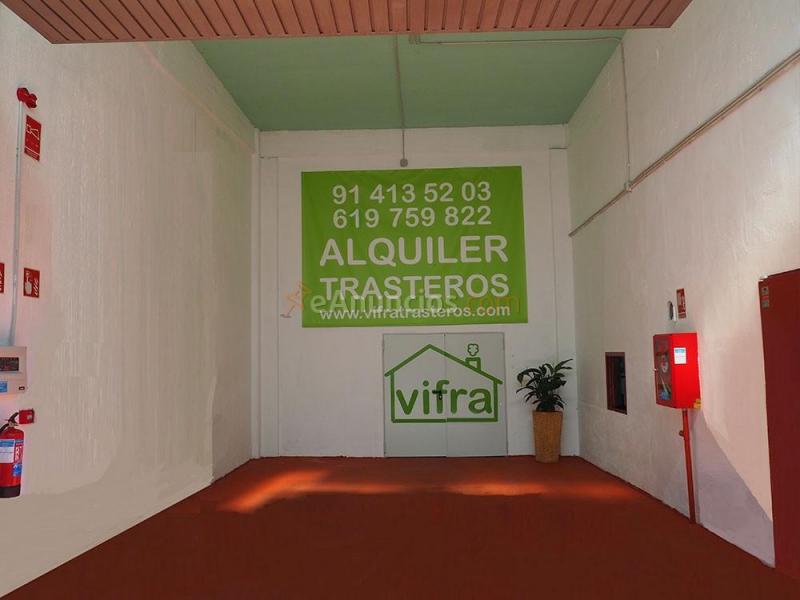 91 413 52 03
619 759 822
ALQUILER
TRASTEROS
eAnuncios.com
www.vifratrasteros.com
vifra